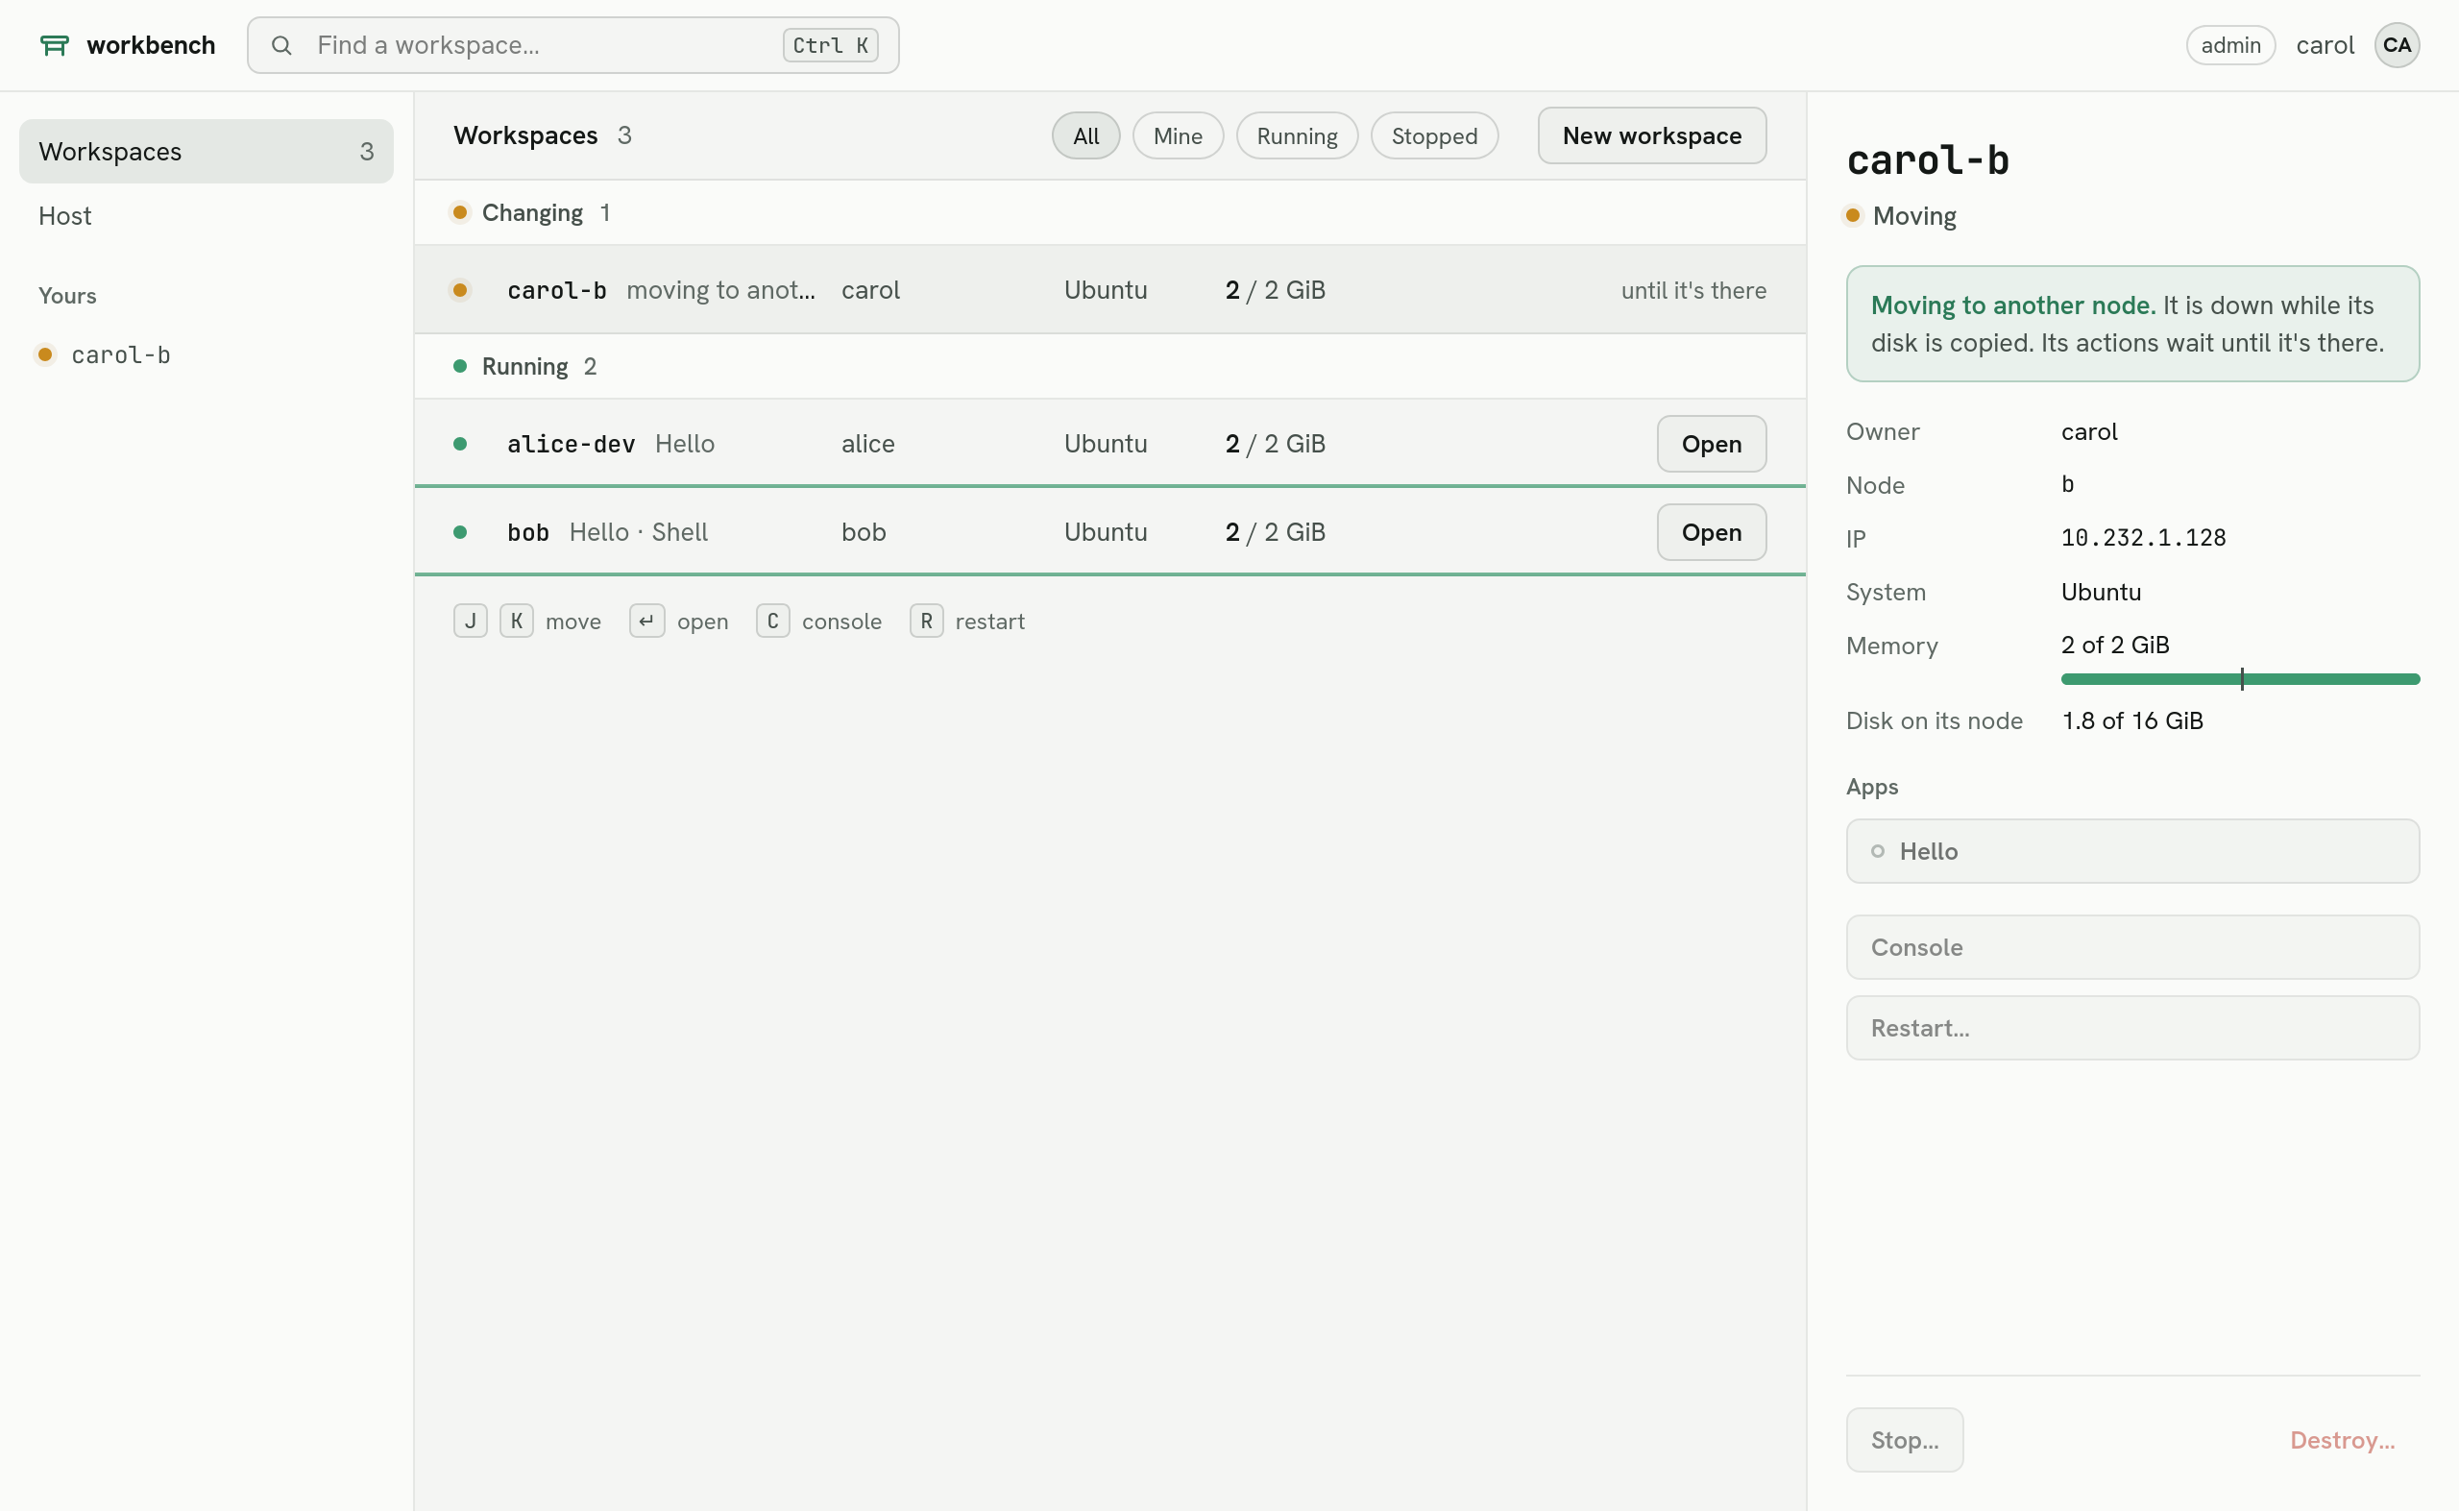 workbench
Find a workspace...
Ctrl K
admin
carol
CA
Workspaces 3
Host
Yours
carol-b
Workspaces 3
All
Mine
Running
Stopped
New workspace
Changing 1
carol-b moving to anot... carol Ubuntu 2 / 2 GiB until it's there
Running 2
alice-dev Hello alice Ubuntu 2 / 2 GiB Open
bob Hello · Shell bob Ubuntu 2 / 2 GiB Open
J K move ↵ open C console R restart
carol-b
Moving
Moving to another node. It is down while its
disk is copied. Its actions wait until it's there.
Owner carol
Node b
IP 10.232.1.128
System Ubuntu
Memory 2 of 2 GiB
Disk on its node 1.8 of 16 GiB
Apps
Hello
Console
Restart...
Stop...
Destroy...